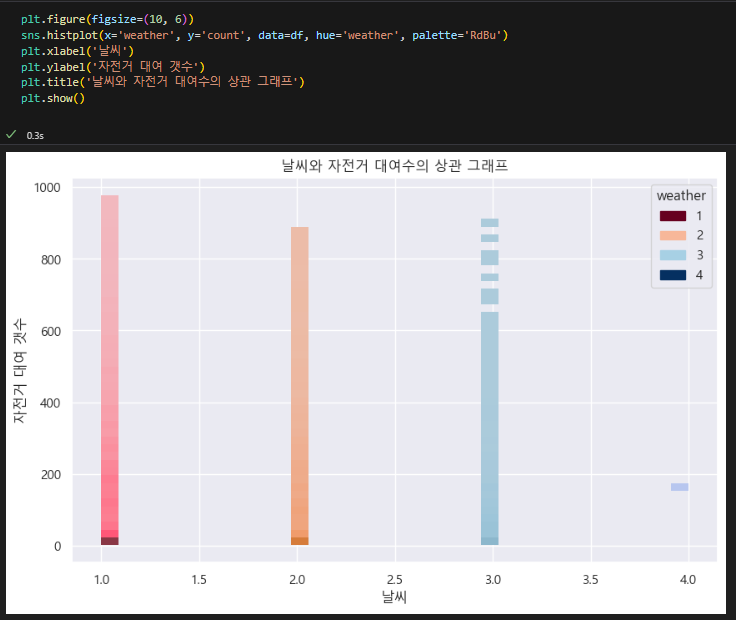 plt.figure(figsize=(10, 6))
sns.histplot(x='weather', y='count', data=df, hue='weather', palette='RdBu')
plt.xlabel('날씨')
plt.ylabel('자전거 대여 갯수')
plt.title('날씨와 자전거 대여수의 상관 그래프')
plt.show()
0.3s
날씨와 자전거 대여수의 상관 그래프
weather
1
2
3
4
1000
800
600
400
200
0
자전거 대여 갯수
1.0 1.5 2.0 2.5 3.0 3.5 4.0
날씨